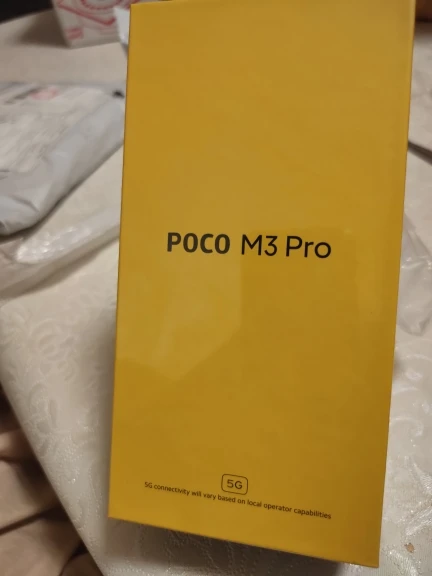 POCO M3 Pro
5G
5G connectivity will vary based on local operator capabilities